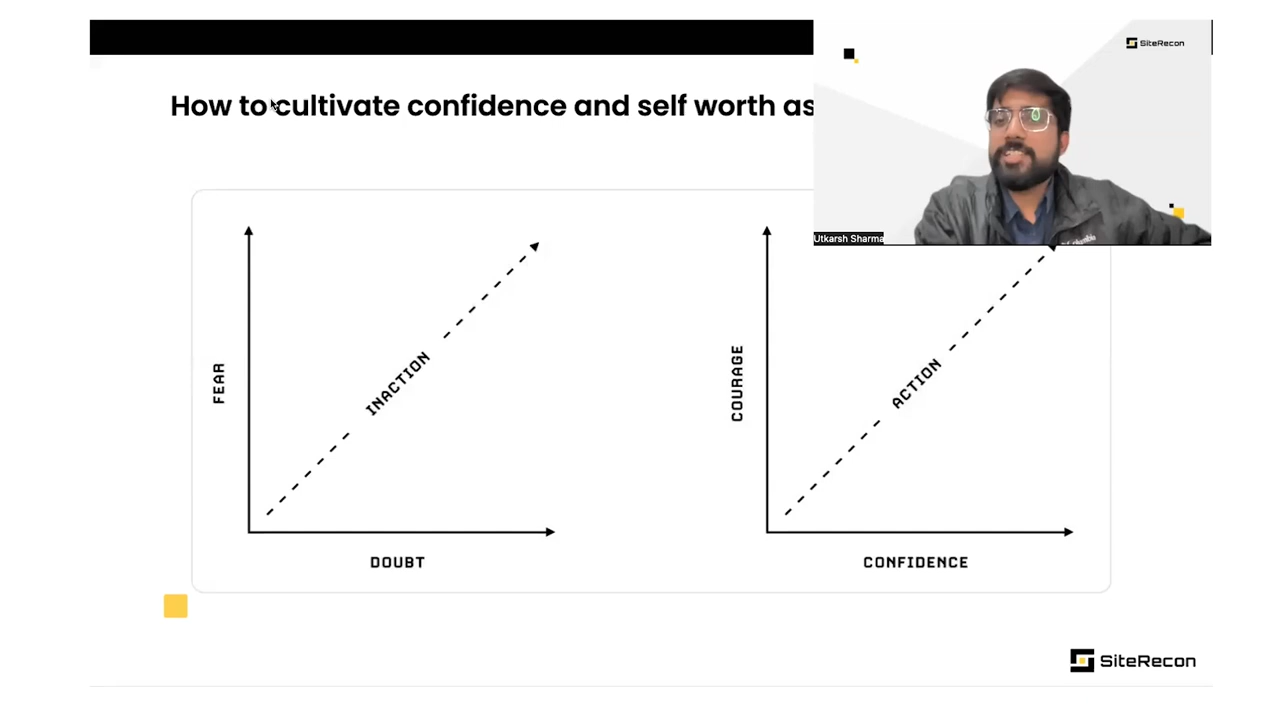 How to cultivate confidence and self worth as
SiteRecon
Utkarsh Sharma
FEAR
INACTION
DOUBT
COURAGE
ACTION
CONFIDENCE
SiteRecon